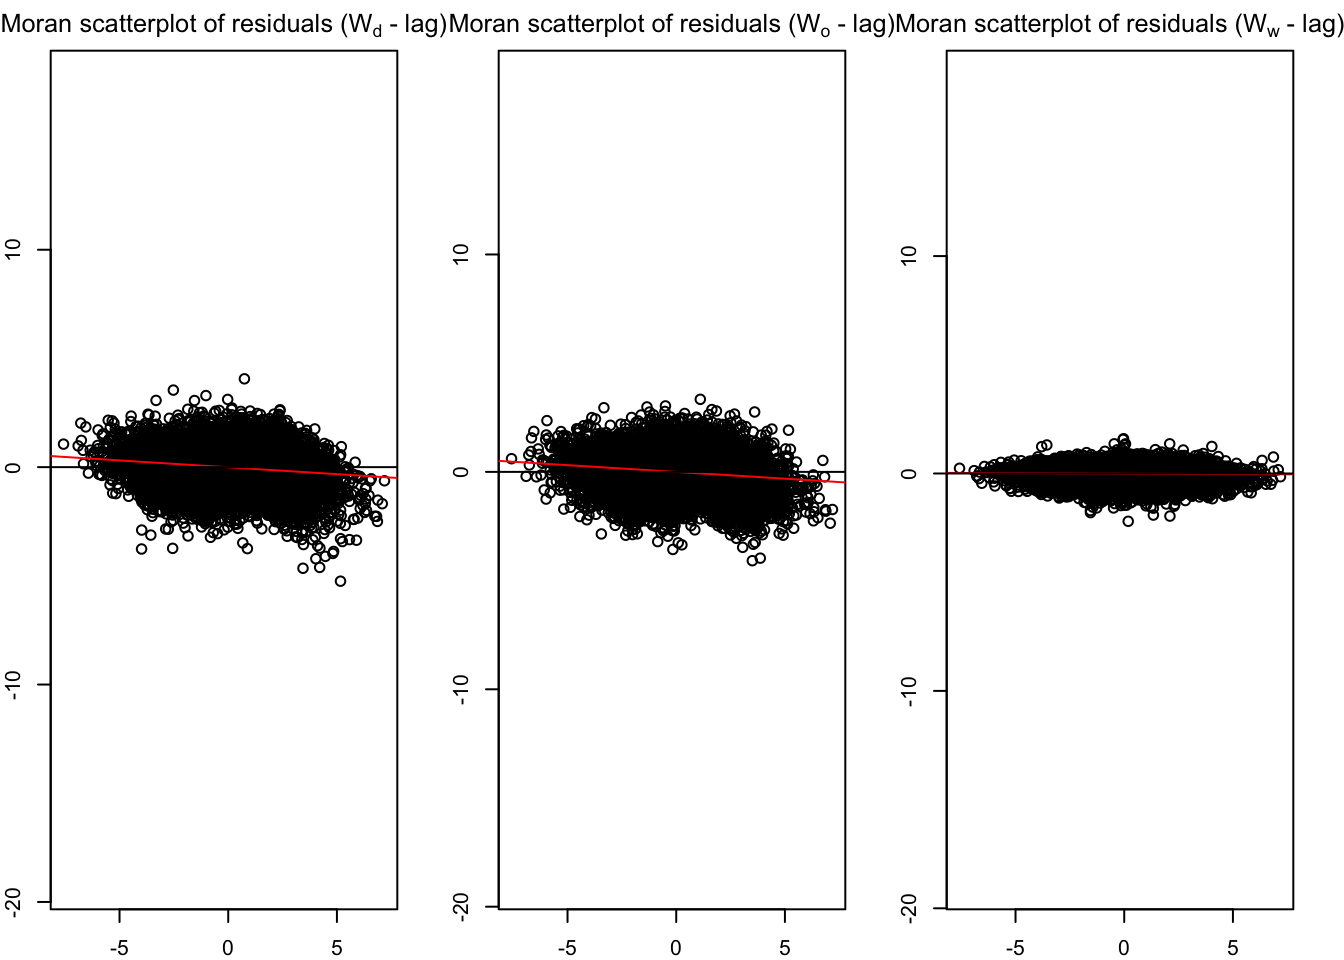 Moran scatterplot of residuals (Wd - lag)
10
0
-10
-20
-5 0 5
Moran scatterplot of residuals (Wo - lag)
10
0
-10
-20
-5 0 5
Moran scatterplot of residuals (Ww - lag)
10
0
-10
-20
-5 0 5